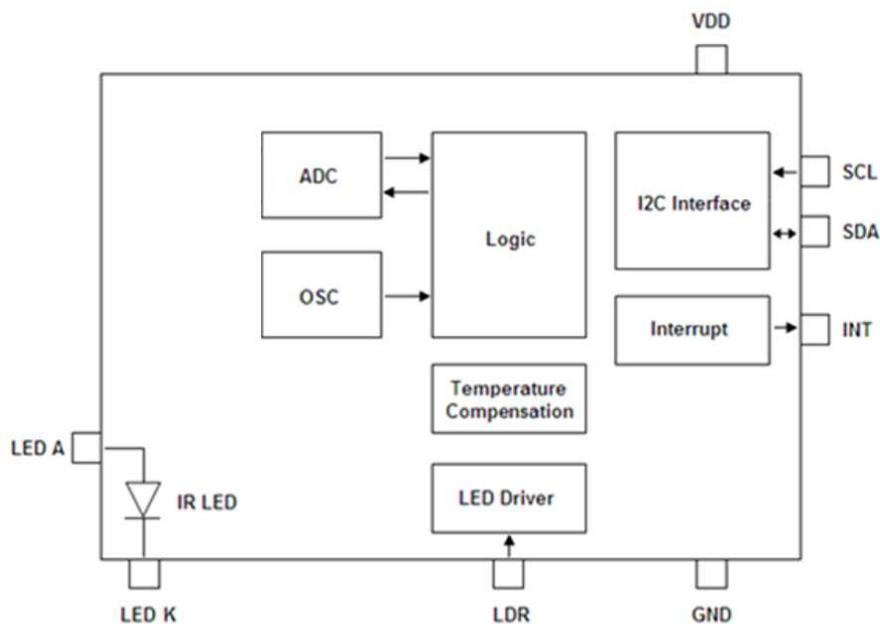 VDD
ADC
Logic
I2C Interface
SCL
SDA
OSC
Interrupt
INT
Temperature
Compensation
LED A
IR LED
LED Driver
LED K
LDR
GND